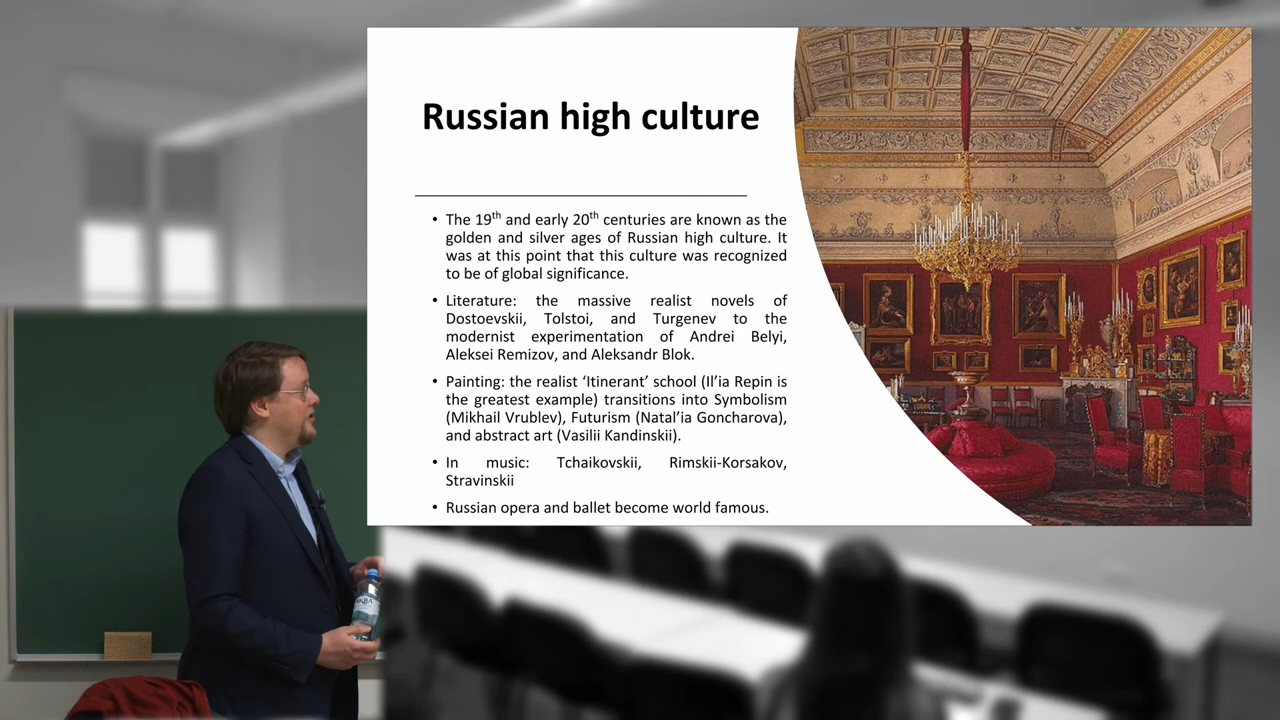 Russian high culture
• The 19th and early 20th centuries are known as the
golden and silver ages of Russian high culture. It
was at this point that this culture was recognized
to be of global significance.
• Literature: the massive realist novels of
Dostoevskii, Tolstoi, and Turgenev to the
modernist experimentation of Andrei Belyi,
Aleksei Remizov, and Aleksandr Blok.
• Painting: the realist ‘Itinerant’ school (Il’ia Repin is
the greatest example) transitions into Symbolism
(Mikhail Vrublev), Futurism (Natal’ia Goncharova),
and abstract art (Vasilii Kandinskii).
• In music: Tchaikovskii, Rimskii-Korsakov,
Stravinskii
• Russian opera and ballet become world famous.